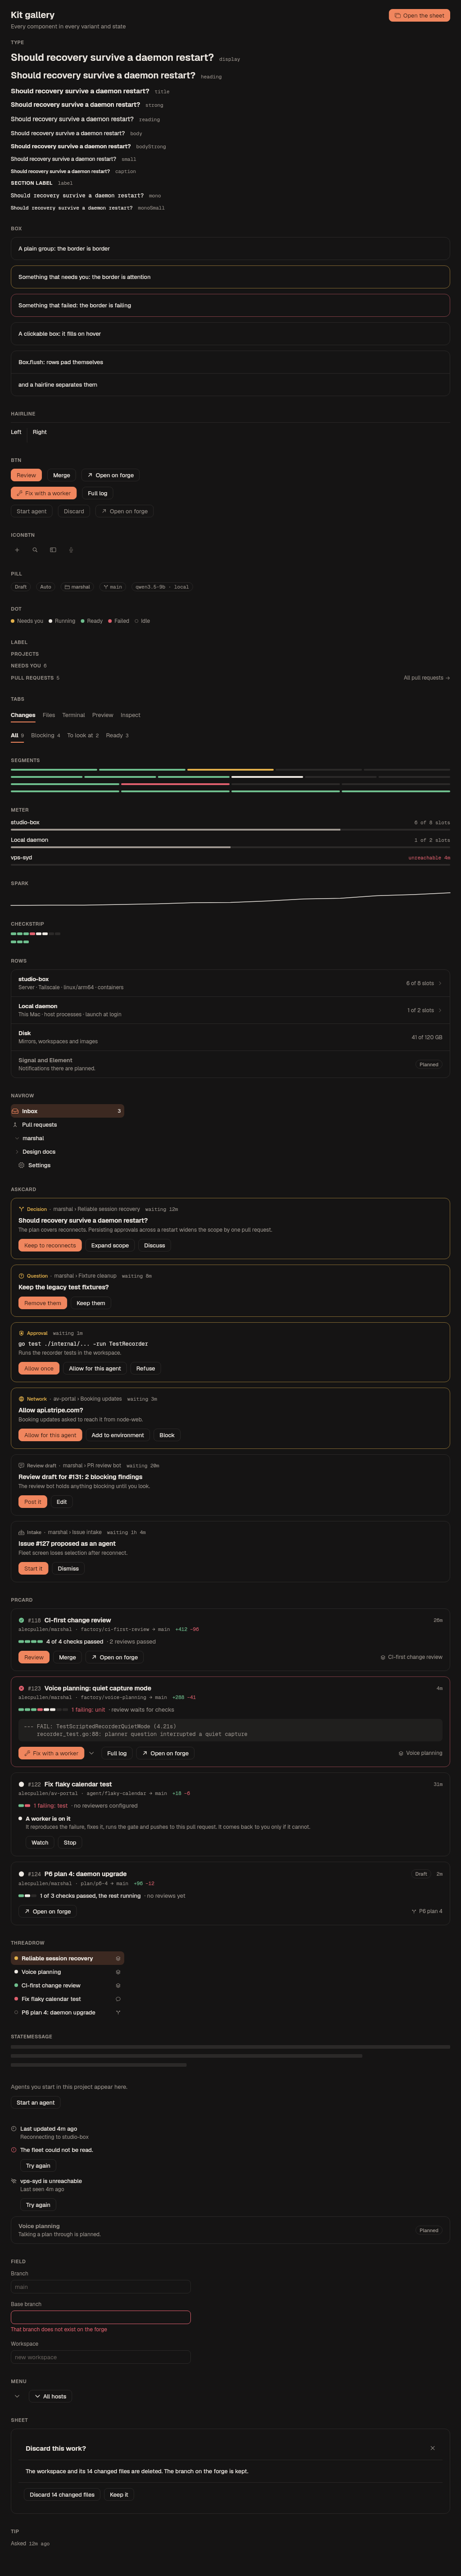 Kit gallery
Open the sheet
Every component in every variant and state
TYPE
Should recovery survive a daemon restart? display
Should recovery survive a daemon restart? heading
Should recovery survive a daemon restart? title
Should recovery survive a daemon restart? strong
Should recovery survive a daemon restart? reading
Should recovery survive a daemon restart? body
Should recovery survive a daemon restart? bodyStrong
Should recovery survive a daemon restart? small
Should recovery survive a daemon restart? caption
SECTION LABEL label
Should recovery survive a daemon restart? mono
Should recovery survive a daemon restart? monoSmall
BOX
A plain group: the border is border
Something that needs you: the border is attention
Something that failed: the border is failing
A clickable box: it fills on hover
Box.flush: rows pad themselves
and a hairline separates them
HAIRLINE
Left Right
BTN
Review Merge Open on forge
Fix with a worker Full log
Start agent Discard Open on forge
ICONBTN
PILL
Draft Auto marshal main qwen3.5-9b · local
DOT
Needs you Running Ready Failed Idle
LABEL
PROJECTS
NEEDS YOU 6
PULL REQUESTS 5 All pull requests →
TABS
Changes Files Terminal Preview Inspect
All 9 Blocking 4 To look at 2 Ready 3
SEGMENTS
METER
studio-box 6 of 8 slots
Local daemon 1 of 2 slots
vps-syd unreachable 4m
SPARK
CHECKSTRIP
ROWS
studio-box
Server · Tailscale · linux/arm64 · containers
6 of 8 slots
Local daemon
This Mac · host processes · launch at login
1 of 2 slots
Disk
Mirrors, workspaces and images
41 of 120 GB
Signal and Element
Notifications there are planned.
Planned
NAVROW
Inbox 3
Pull requests
marshal
Design docs
Settings
ASKCARD
Decision · marshal › Reliable session recovery waiting 12m
Should recovery survive a daemon restart?
The plan covers reconnects. Persisting approvals across a restart widens the scope by one pull request.
Keep to reconnects Expand scope Discuss
Question · marshal › Fixture cleanup waiting 8m
Keep the legacy test fixtures?
Remove them Keep them
Approval waiting 1m
go test ./internal/... -run TestRecorder
Runs the recorder tests in the workspace.
Allow once Allow for this agent Refuse
Network · av-portal › Booking updates waiting 3m
Allow api.stripe.com?
Booking updates asked to reach it from node-web.
Allow for this agent Add to environment Block
Review draft · marshal › PR review bot waiting 20m
Review draft for #131: 2 blocking findings
The review bot holds anything blocking until you look.
Post it Edit
Intake · marshal › Issue intake waiting 1h 4m
Issue #127 proposed as an agent
Fleet screen loses selection after reconnect.
Start it Dismiss
PRCARD
#118 CI-first change review 26m
alecpullen/marshal · factory/ci-first-review → main +412 -96
4 of 4 checks passed · 2 reviews passed
Review Merge Open on forge CI-first change review
#123 Voice planning: quiet capture mode 4m
alecpullen/marshal · factory/voice-planning → main +208 -41
1 failing: unit · review waits for checks
--- FAIL: TestScriptedRecorderQuietMode (4.21s)
recorder_test.go:88: planner question interrupted a quiet capture
Fix with a worker Full log Open on forge Voice planning
#122 Fix flaky calendar test 31m
alecpullen/av-portal · agent/flaky-calendar → main +18 -6
1 failing: test · no reviewers configured
A worker is on it
It reproduces the failure, fixes it, runs the gate and pushes to this pull request. It comes back to you only if it cannot.
Watch Stop
#124 P6 plan 4: daemon upgrade Draft 2m
alecpullen/marshal · plan/p6-4 → main +96 -12
1 of 3 checks passed, the rest running · no reviews yet
Open on forge P6 plan 4
THREADROW
Reliable session recovery
Voice planning
CI-first change review
Fix flaky calendar test
P6 plan 4: daemon upgrade
STATEMESSAGE
Agents you start in this project appear here.
Start an agent
Last updated 4m ago
Reconnecting to studio-box
The fleet could not be read.
Try again
vps-syd is unreachable
Last seen 4m ago
Try again
Voice planning
Talking a plan through is planned.
Planned
FIELD
Branch
main
Base branch
That branch does not exist on the forge
Workspace
new workspace
MENU
All hosts
SHEET
Discard this work?
The workspace and its 14 changed files are deleted. The branch on the forge is kept.
Discard 14 changed files Keep it
TIP
Asked 12m ago